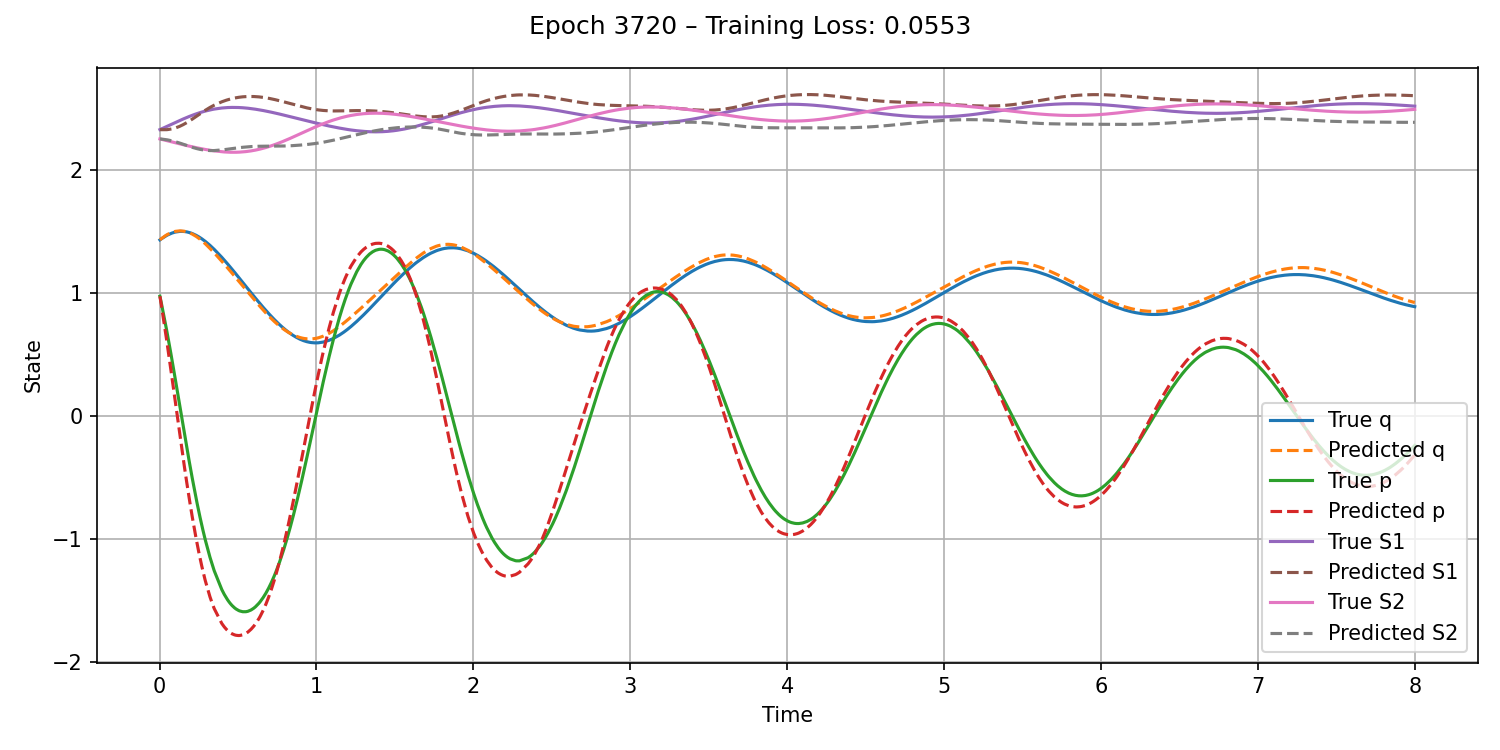 Epoch 3720 – Training Loss: 0.0553
State
2
1
0
−1
−2
0 1 2 3 4 5 6 7 8
Time
True q
Predicted q
True p
Predicted p
True S1
Predicted S1
True S2
Predicted S2